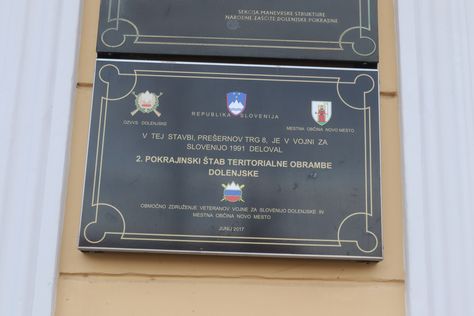 SEKCIJA MANEVRSKE STRUKTURE
NARODNE ZAŠČITE DOLENJSKE POKRAJINE
REPUBLIKA SLOVENIJA
OZVVS DOLENJSKE
MESTNA OBČINA NOVO MESTO
V TEJ STAVBI, PREŠERNOV TRG 8, JE V VOJNI ZA
SLOVENIJO 1991 DELOVAL
2. POKRAJINSKI ŠTAB TERITORIALNE OBRAMBE
DOLENJSKE
OBMOČNO ZDRUŽENJE VETERANOV VOJNE ZA SLOVENIJO DOLENJSKE IN
MESTNA OBČINA NOVO MESTO
JUNIJ 2017